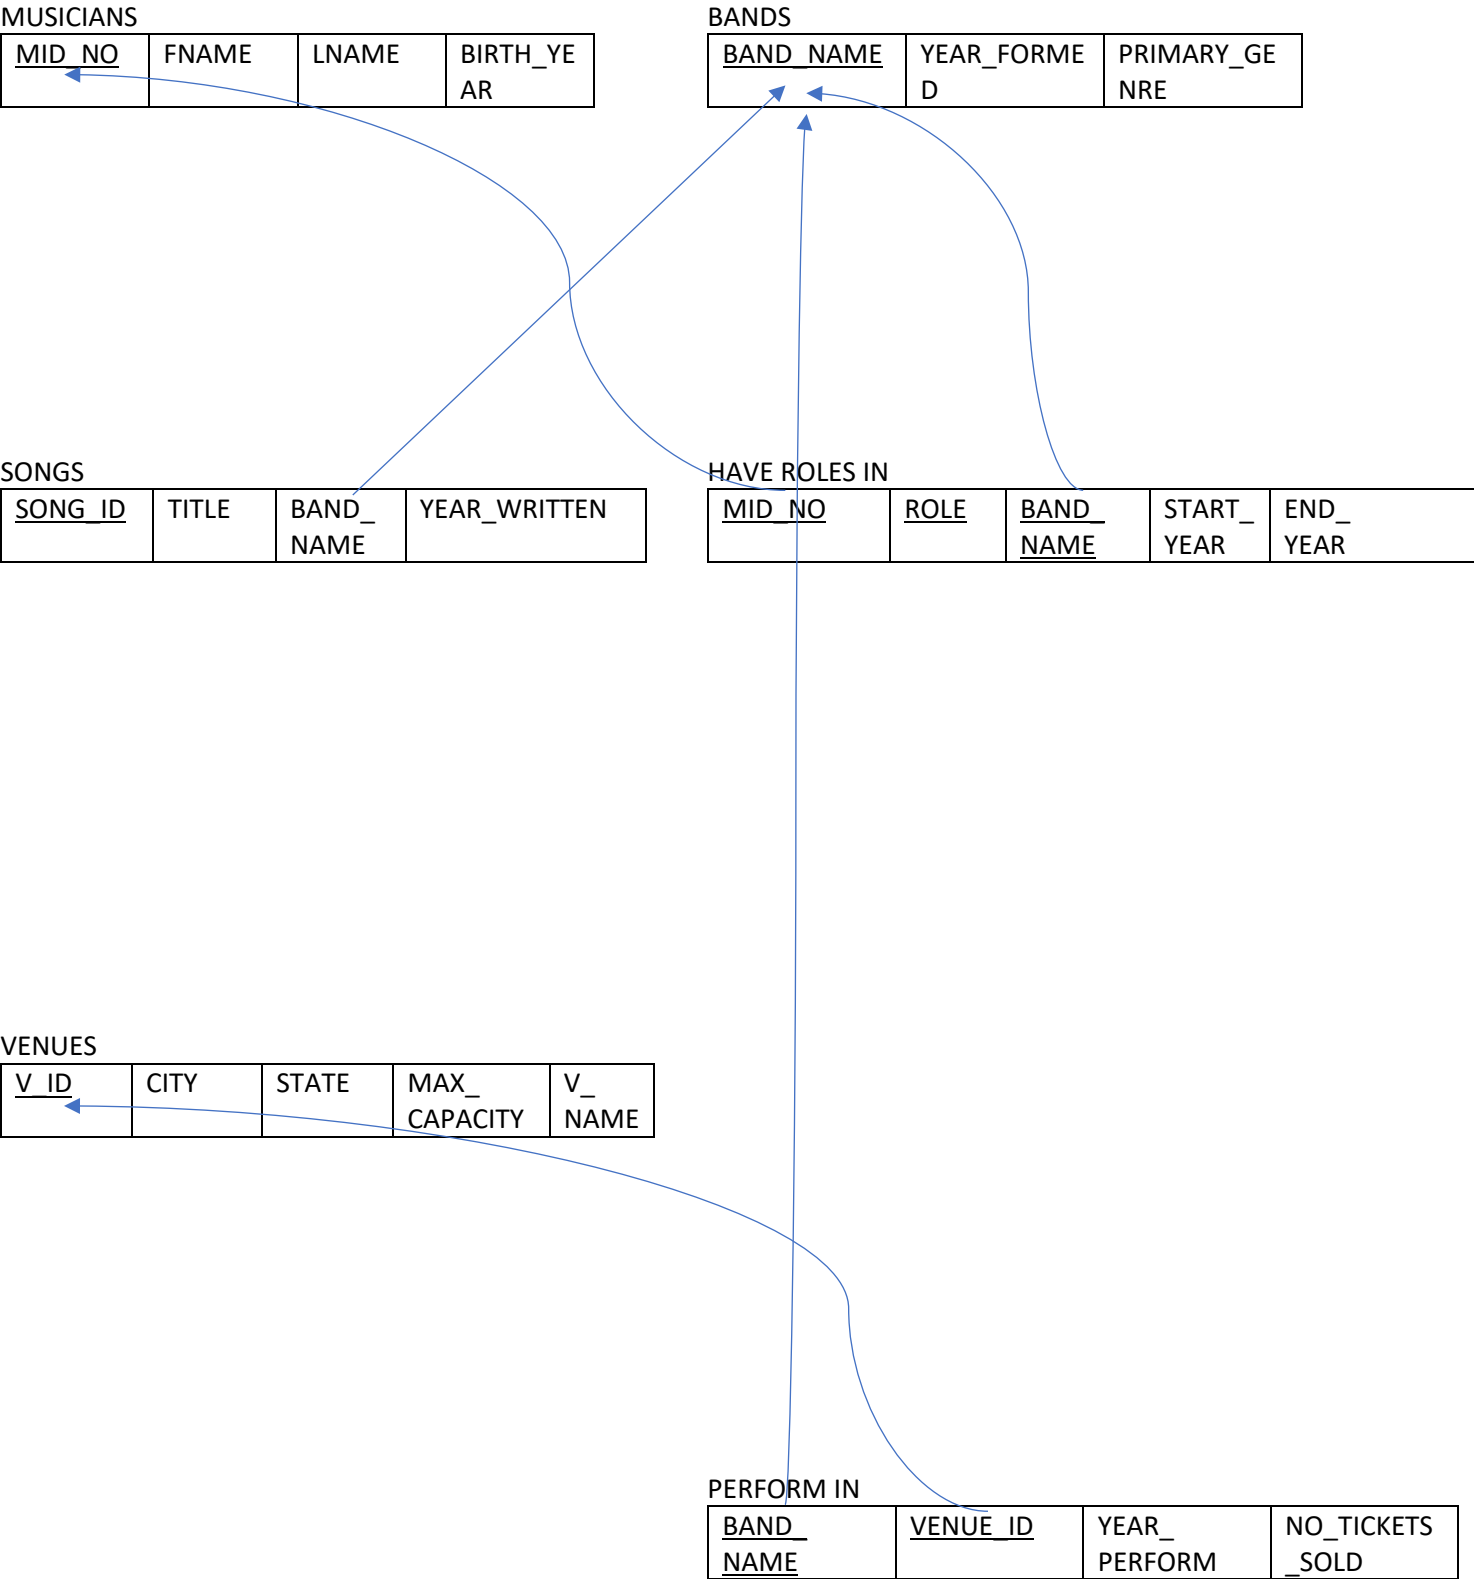 MUSICIANS
MID_NO FNAME LNAME BIRTH_YE
AR
BANDS
BAND_NAME YEAR_FORME PRIMARY_GE
D NRE
SONGS
SONG_ID TITLE BAND_ YEAR_WRITTEN
NAME
HAVE ROLES IN
MID_NO ROLE BAND_ START_ END_
NAME YEAR YEAR
VENUES
V_ID CITY STATE MAX_ V_
CAPACITY NAME
PERFORM IN
BAND_ VENUE_ID YEAR_ NO_TICKETS
NAME PERFORM _SOLD